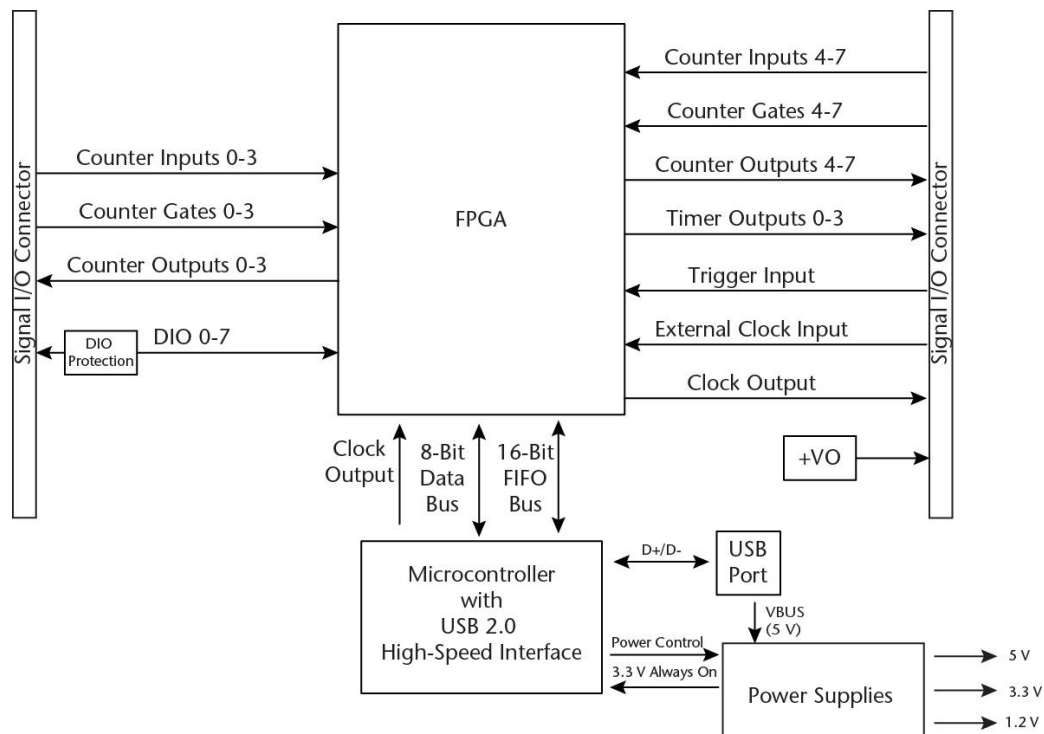 Signal I/O Connector
Counter Inputs 0-3
Counter Gates 0-3
Counter Outputs 0-3
DIO
Protection
DIO 0-7
FPGA
Counter Inputs 4-7
Counter Gates 4-7
Counter Outputs 4-7
Timer Outputs 0-3
Trigger Input
External Clock Input
Clock Output
+VO
Signal I/O Connector
Clock
Output
8-Bit
Data
Bus
16-Bit
FIFO
Bus
Microcontroller
with
USB 2.0
High-Speed Interface
D+/D-
USB
Port
VBUS
(5 V)
Power Control
3.3 V Always On
Power Supplies
5 V
3.3 V
1.2 V